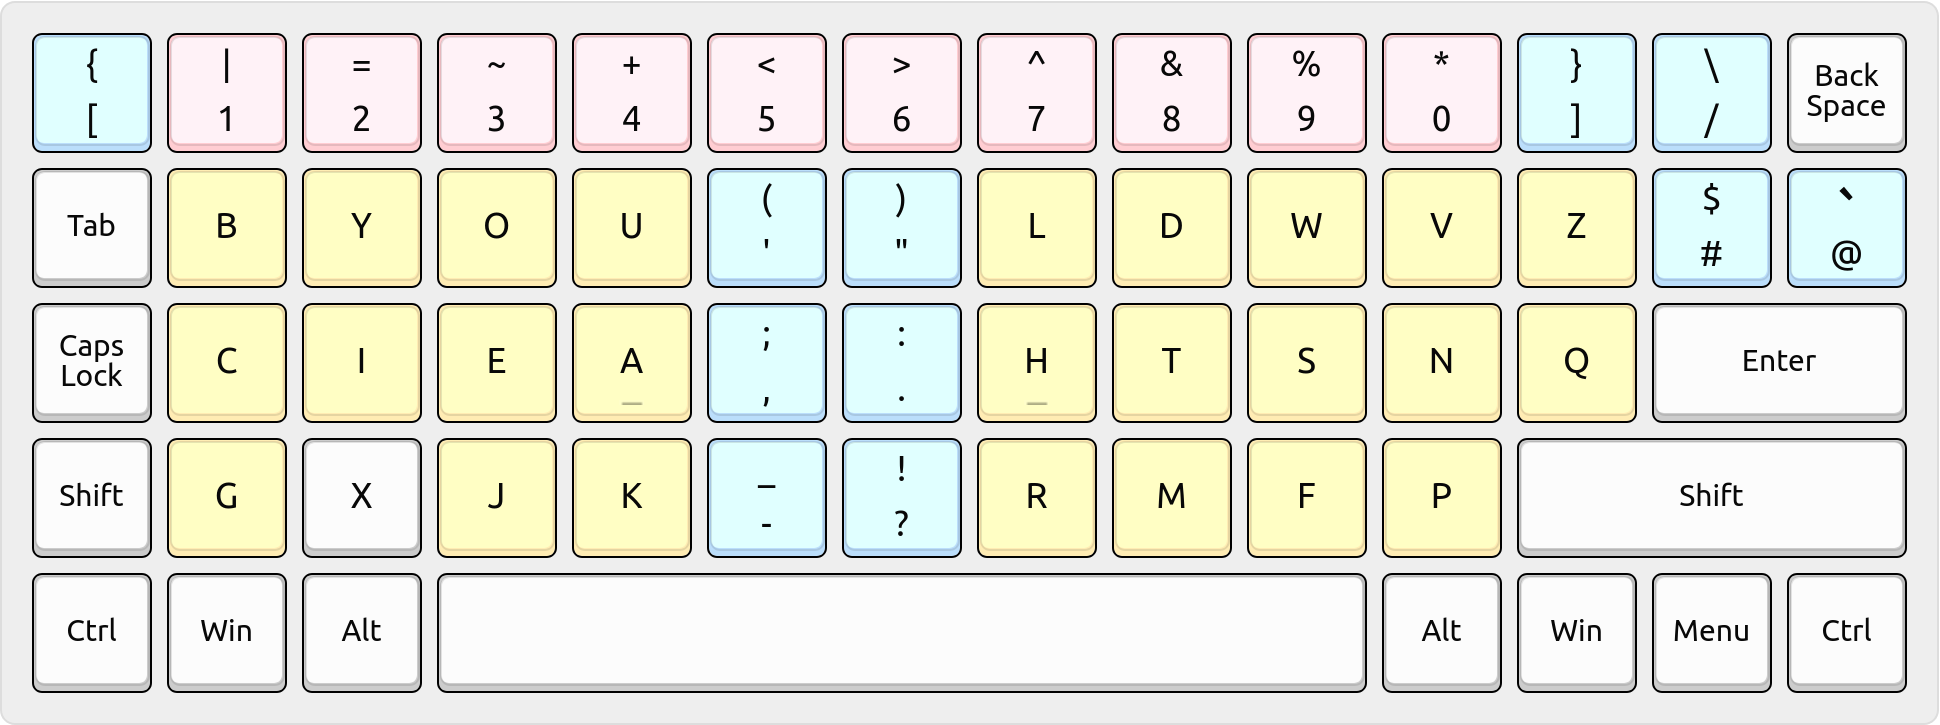 { | = ~ + < > ^ & % * } \ Back
[ 1 2 3 4 5 6 7 8 9 0 ] / Space
Tab B Y O U ( ) L D W V Z $ `
' " # @
Caps C I E A ; : H T S N Q Enter
Lock , .
Shift G X J K _ ! R M F P Shift
- ?
Ctrl Win Alt Alt Win Menu Ctrl